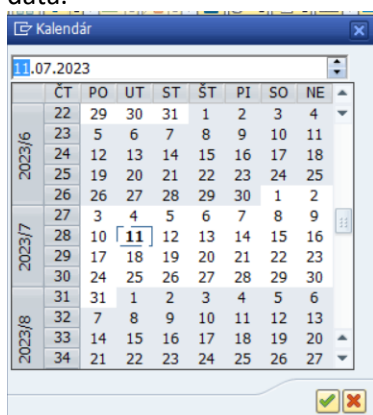 data:
Kalendár
11.07.2023
ČT PO UT ST ŠT PI SO NE
2023/6
22 29 30 31 1 2 3 4
23 5 6 7 8 9 10 11
24 12 13 14 15 16 17 18
25 19 20 21 22 23 24 25
26 26 27 28 29 30 1 2
2023/7
27 3 4 5 6 7 8 9
28 10 11 12 13 14 15 16
29 17 18 19 20 21 22 23
30 24 25 26 27 28 29 30
2023/8
31 31 1 2 3 4 5 6
32 7 8 9 10 11 12 13
33 14 15 16 17 18 19 20
34 21 22 23 24 25 26 27